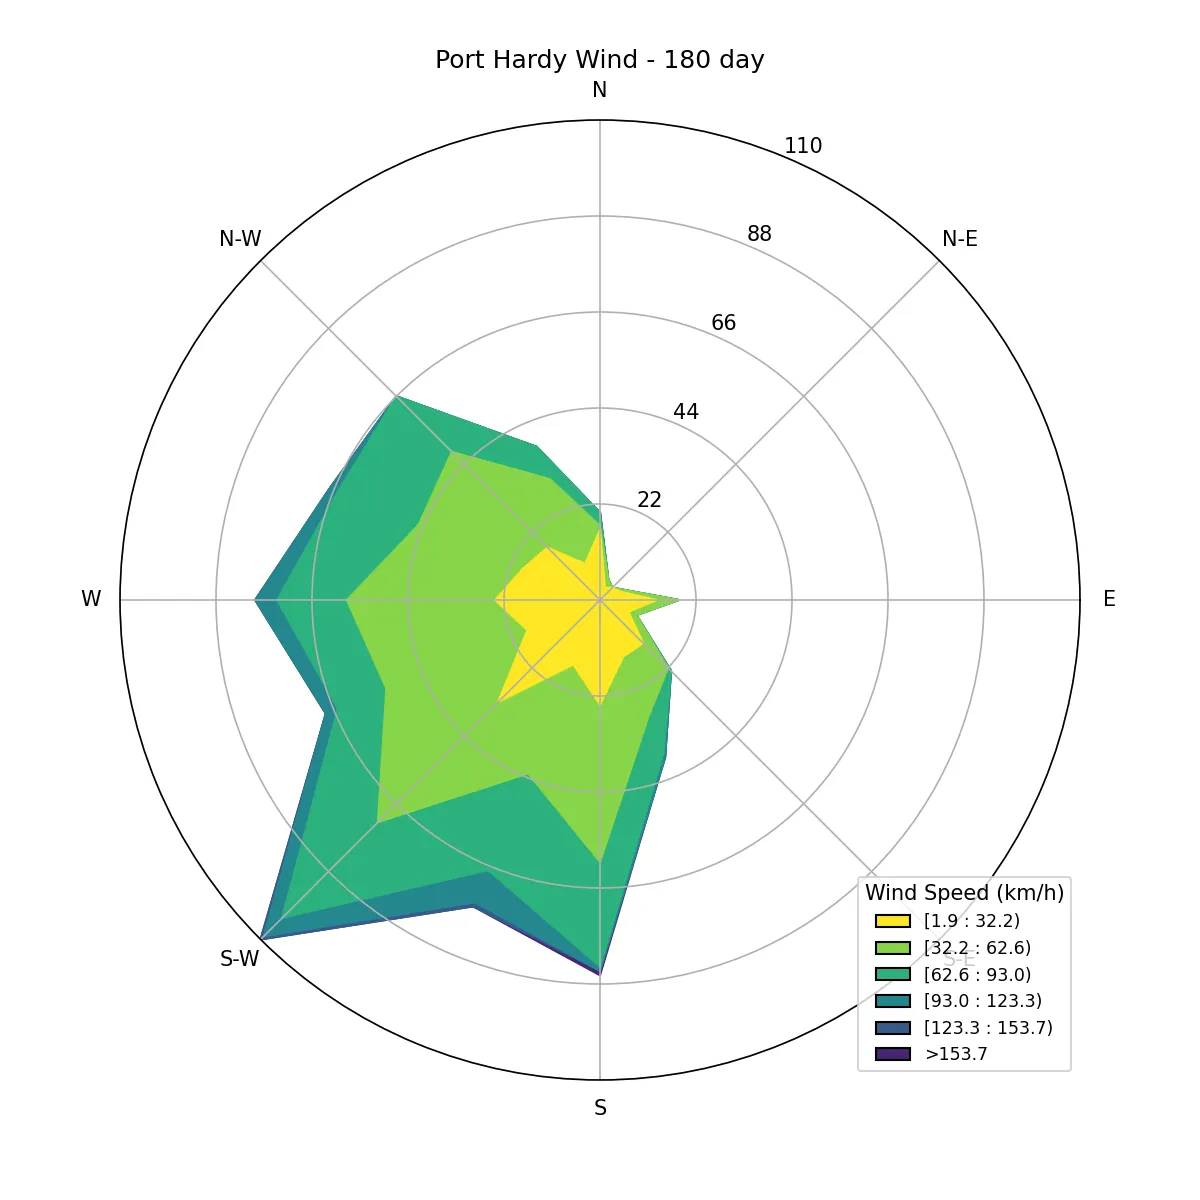 Port Hardy Wind - 180 day
N
110
N-W
88
N-E
66
44
22
W
E
Wind Speed (km/h)
[1.9 : 32.2)
[32.2 : 62.6)
S-W
S-E
[62.6 : 93.0)
[93.0 : 123.3)
[123.3 : 153.7)
>153.7
S